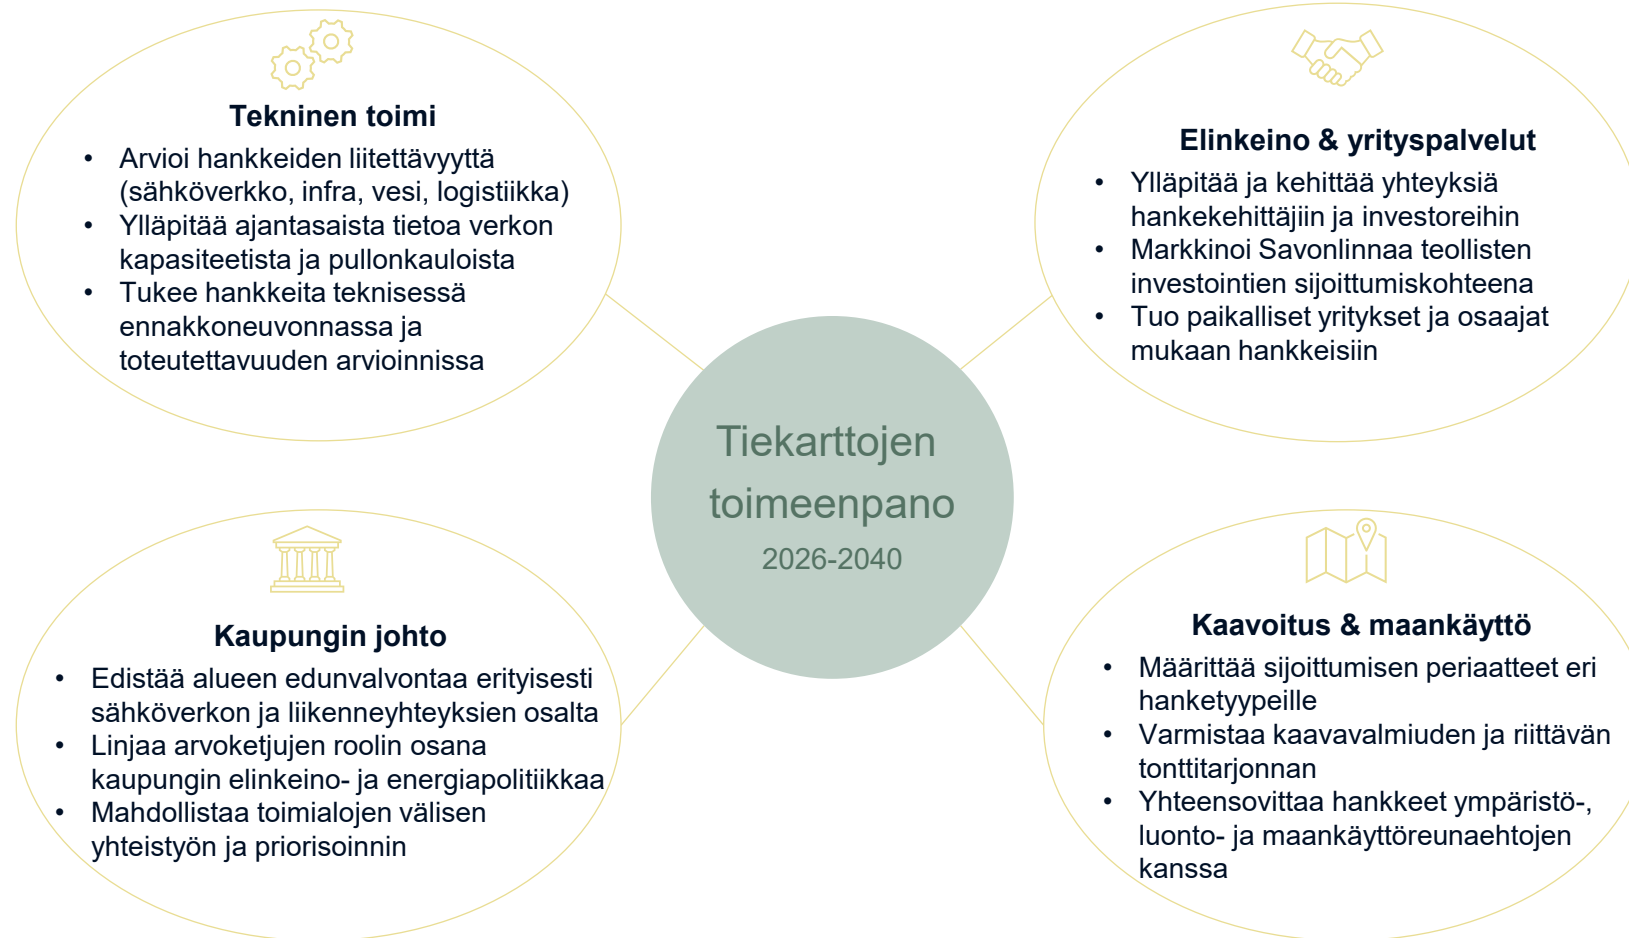 Tekninen toimi
• Arvioi hankkeiden liitettävyyttä
(sähköverkko, infra, vesi, logistiikka)
• Ylläpitää ajantasaista tietoa verkon
kapasiteetista ja pullonkauloista
• Tukee hankkeita teknisessä
ennakkoneuvonnassa ja
toteutettavuuden arvioinnissa
Elinkeino & yrityspalvelut
• Ylläpitää ja kehittää yhteyksiä
hankekehittäjiin ja investoreihin
• Markkinoi Savonlinnaa teollisten
investointien sijoittumiskohteena
• Tuo paikalliset yritykset ja osaajat
mukaan hankkeisiin
Tiekarttojen
toimeenpano
2026-2040
Kaupungin johto
• Edistää alueen edunvalvontaa erityisesti
sähköverkon ja liikenneyhteyksien osalta
• Linjaa arvoketjujen roolin osana
kaupungin elinkeino- ja energiapolitiikkaa
• Mahdollistaa toimialojen välisen
yhteistyön ja priorisoinnin
Kaavoitus & maankäyttö
• Määrittää sijoittumisen periaatteet eri
hanketyypeille
• Varmistaa kaavavalmiuden ja riittävän
tonttitarjonnan
• Yhteensovittaa hankkeet ympäristö-,
luonto- ja maankäyttöreunaehtojen
kanssa